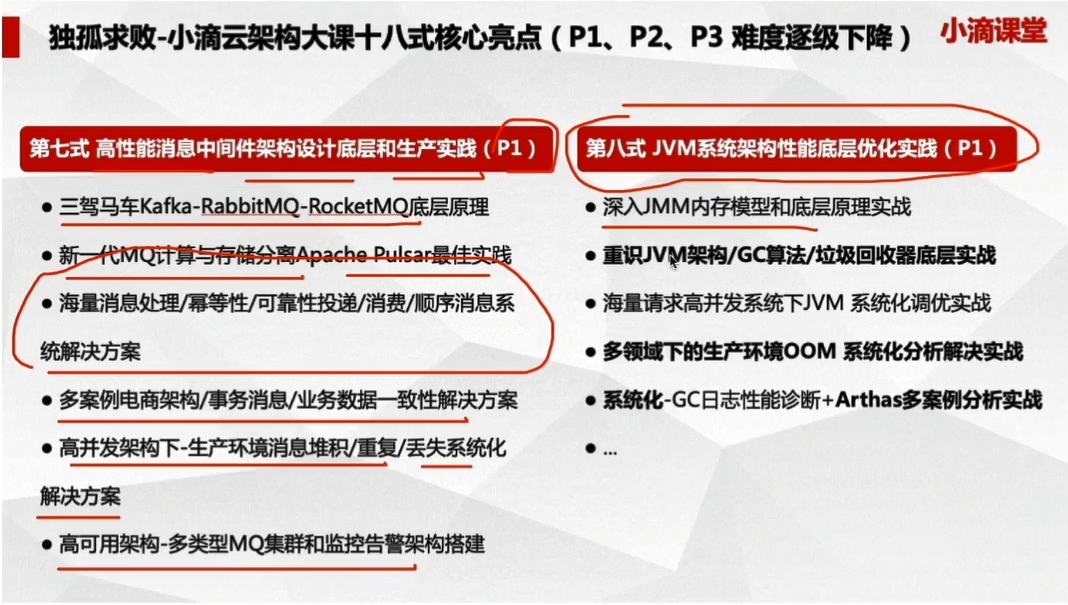 独孤求败-小滴云架构大课十八式核心亮点（P1、P2、P3 难度逐级下降）
小滴课堂
第七式 高性能消息中间件架构设计底层和生产实践（P1）
● 三驾马车Kafka-RabbitMQ-RocketMQ底层原理
● 新一代MQ计算与存储分离Apache Pulsar最佳实践
● 海量消息处理/幂等性/可靠性投递/消费/顺序消息系
统解决方案
● 多案例电商架构/事务消息/业务数据一致性解决方案
● 高并发架构下-生产环境消息堆积/重复/丢失系统化
解决方案
● 高可用架构-多类型MQ集群和监控告警架构搭建
第八式 JVM系统架构性能底层优化实践（P1）
● 深入JMM内存模型和底层原理实战
● 重识JVM架构/GC算法/垃圾回收器底层实战
● 海量请求高并发系统下JVM 系统化调优实战
● 多领域下的生产环境OOM 系统化分析解决实战
● 系统化-GC日志性能诊断+Arthas多案例分析实战
● ...